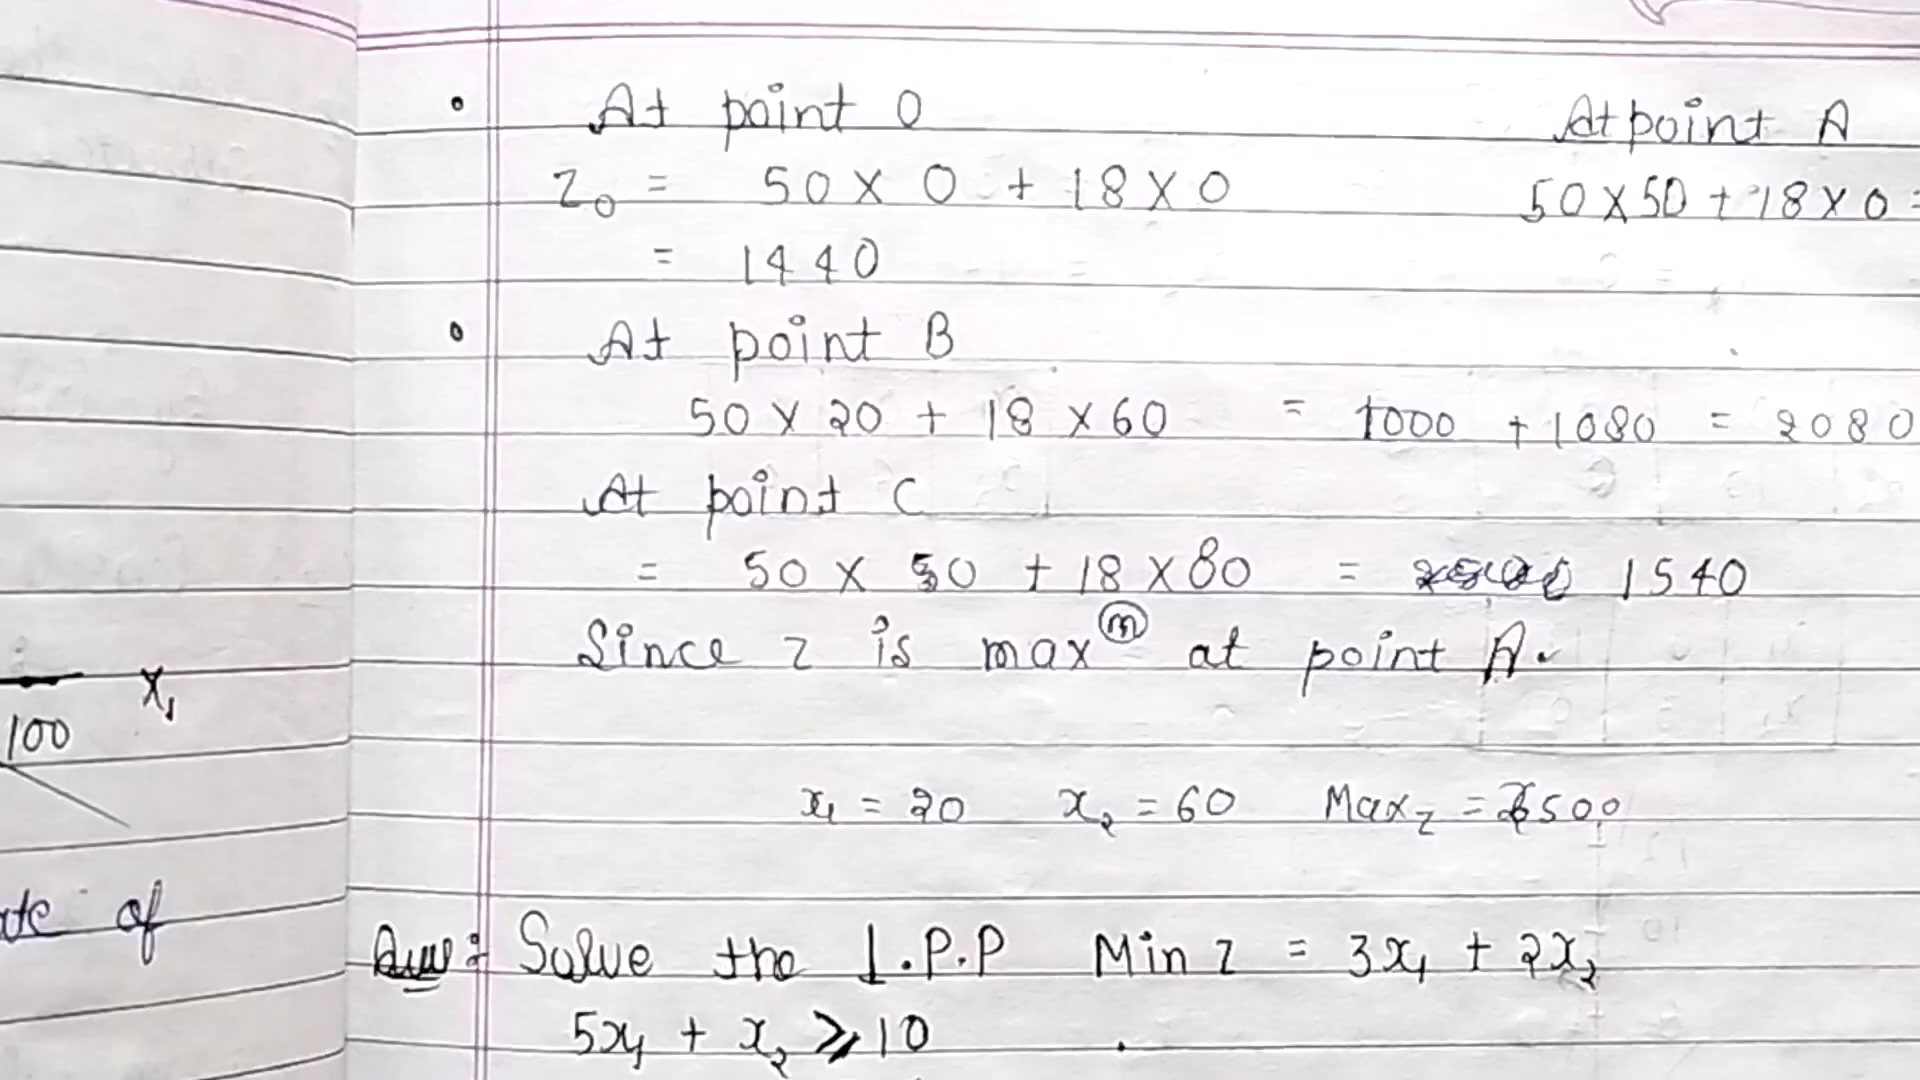 At point O At point A
Z0 = 50 X 0 + 18 X 0 50 X 50 + 18 X 0 =
= 1440
At point B
50 X 20 + 18 X 60 = 1000 + 1080 = 2080
At point C
= 50 X 50 + 18 X 80 = 1540
Since z is max m at point A.
X1
100
x1 = 20 x2 = 60 Max z = 2500
of
Solve the L.P.P Min z = 3x1 + 2x2
5x1 + x2 ⩾ 10